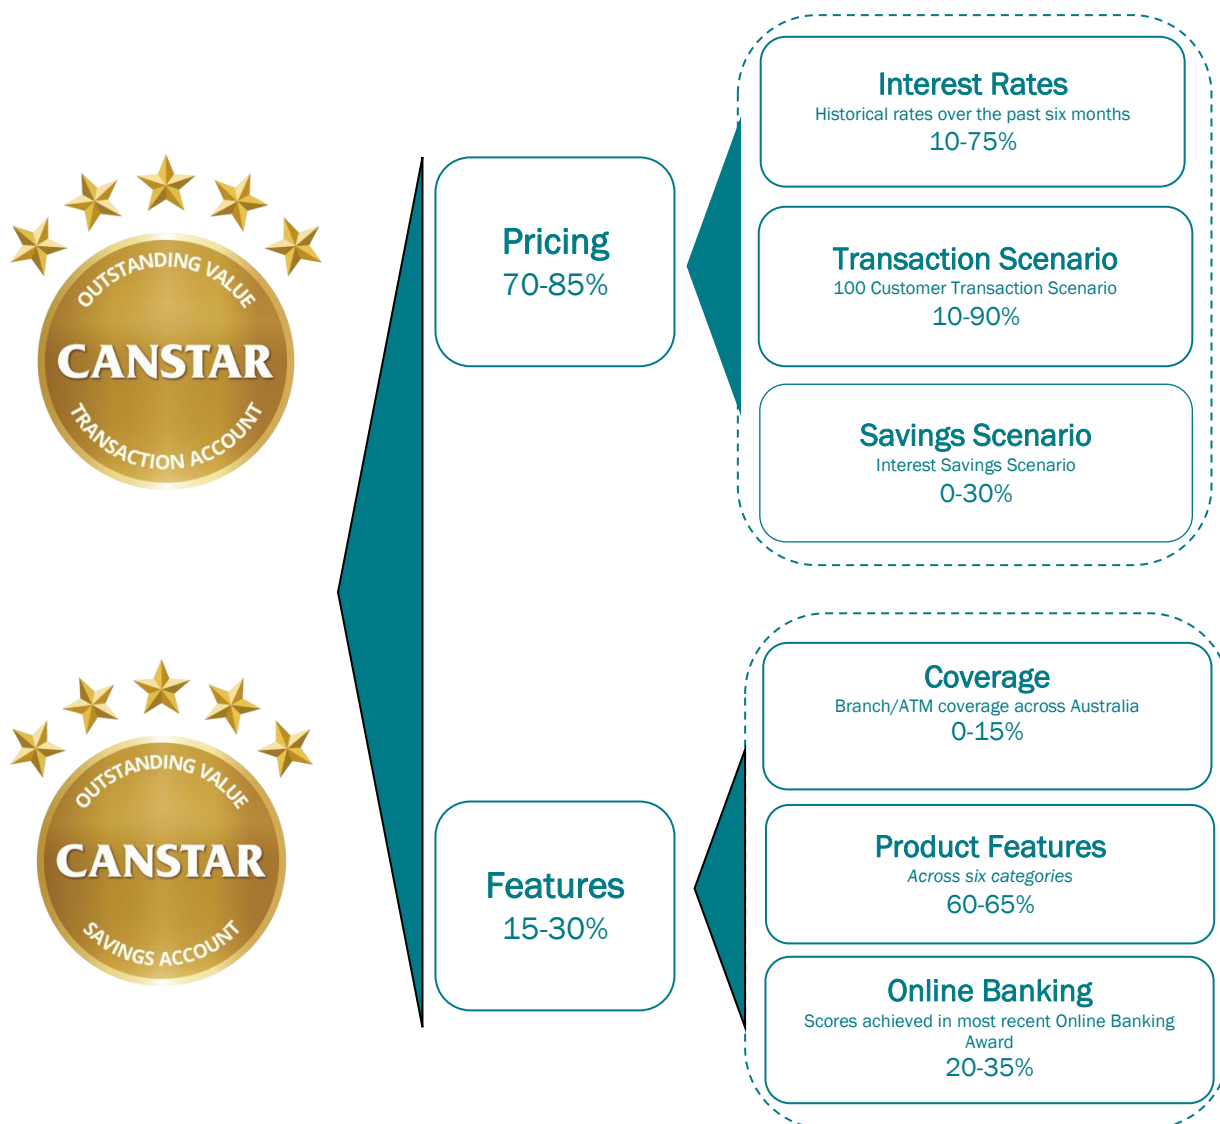 OUTSTANDING VALUE
CANSTAR
TRANSACTION ACCOUNT
OUTSTANDING VALUE
CANSTAR
SAVINGS ACCOUNT
Pricing
70-85%
Features
15-30%
Interest Rates
Historical rates over the past six months
10-75%
Transaction Scenario
100 Customer Transaction Scenario
10-90%
Savings Scenario
Interest Savings Scenario
0-30%
Coverage
Branch/ATM coverage across Australia
0-15%
Product Features
Across six categories
60-65%
Online Banking
Scores achieved in most recent Online Banking
Award
20-35%